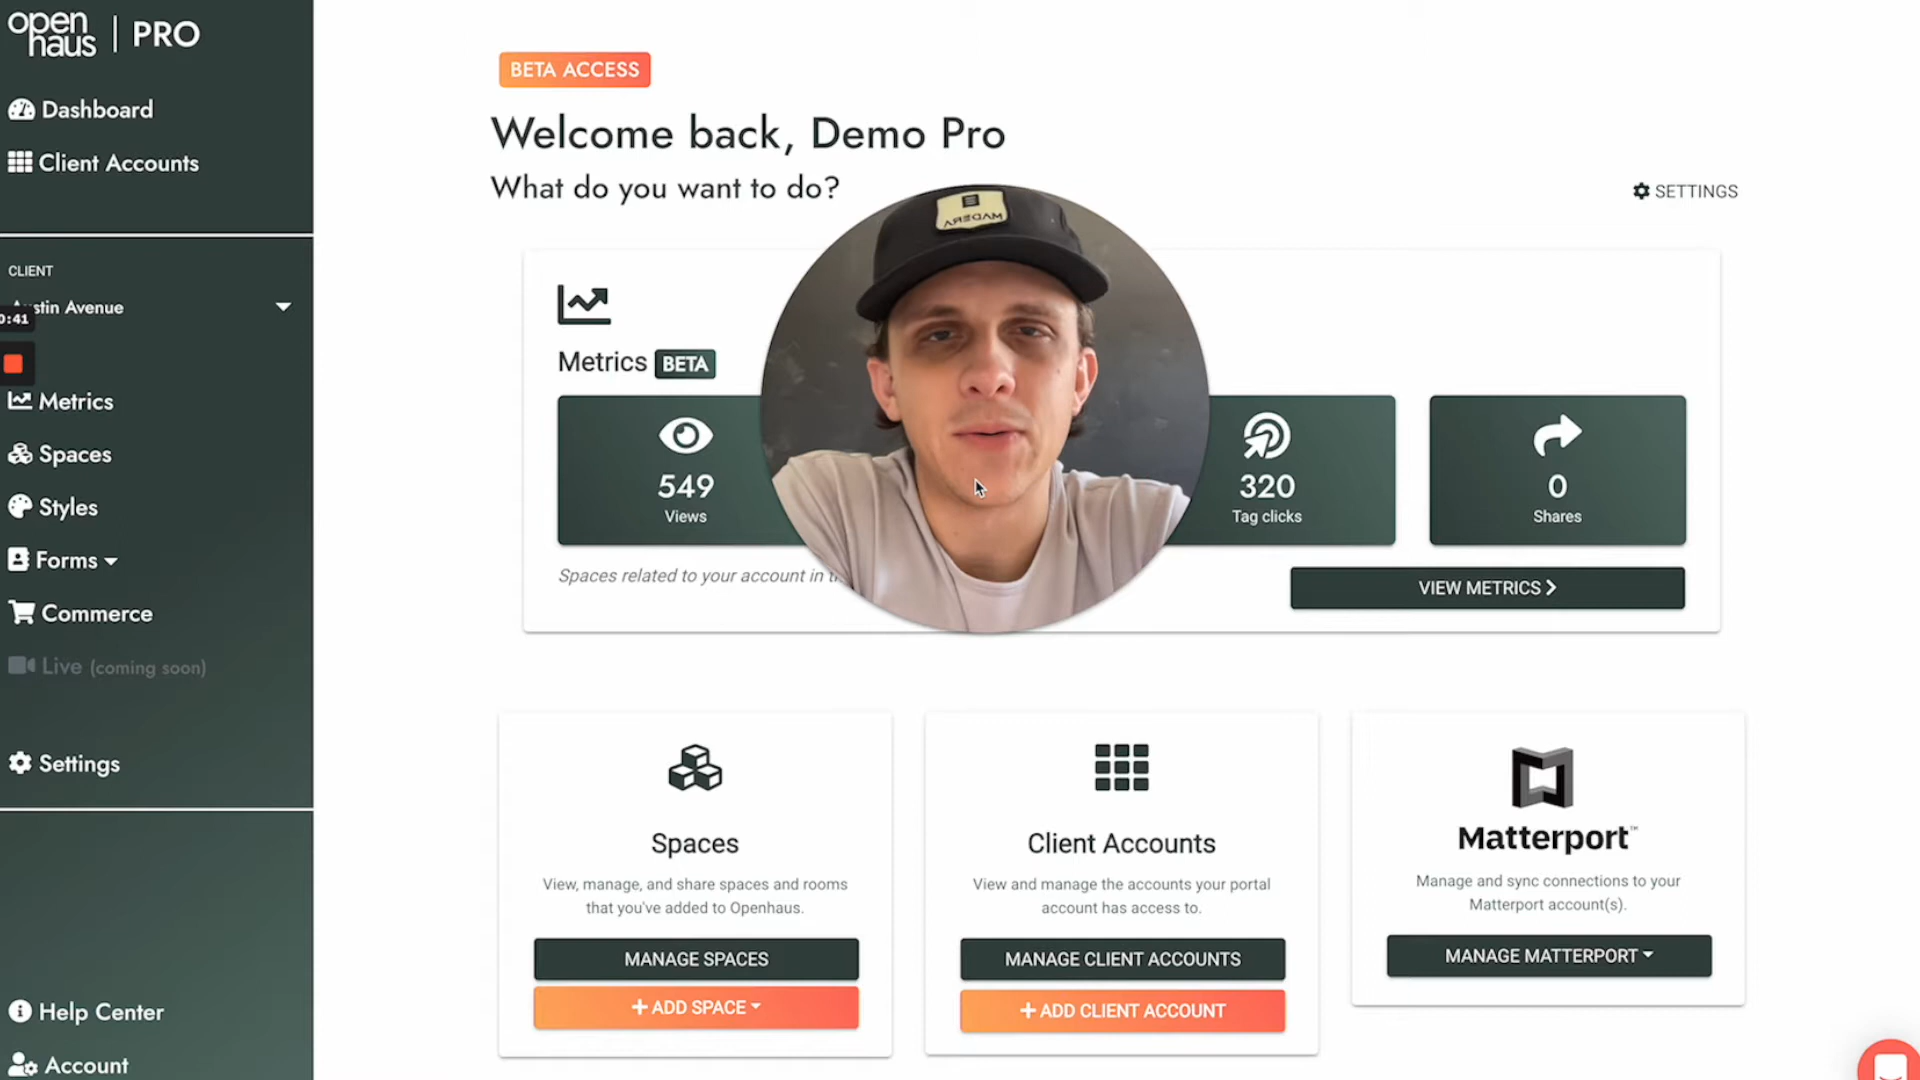 open
haus | PRO
Dashboard
Client Accounts
CLIENT
stin Avenue
0:41
Metrics
Spaces
Styles
Forms
Commerce
Live (coming soon)
Settings
Help Center
Account
BETA ACCESS
Welcome back, Demo Pro
What do you want to do?
SETTINGS
MADERA
Metrics BETA
549
Views
320
Tag clicks
0
Shares
Spaces related to your account in
VIEW METRICS
Spaces
View, manage, and share spaces and rooms
that you've added to Openhaus.
MANAGE SPACES
+ ADD SPACE
Client Accounts
View and manage the accounts your portal
account has access to.
MANAGE CLIENT ACCOUNTS
+ ADD CLIENT ACCOUNT
Matterport™
Manage and sync connections to your
Matterport account(s).
MANAGE MATTERPORT